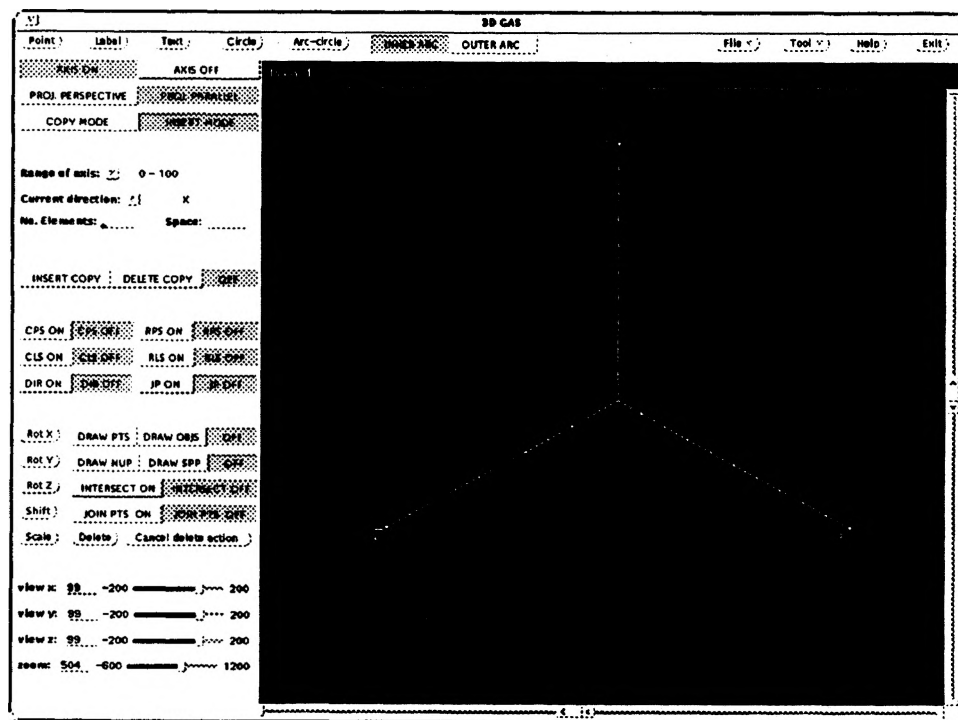 3D GAS
Point Label Text Circle Arc-circle INNER ARC OUTER ARC File Tool Help Exit
AXIS ON AXIS OFF
PROJ. PERSPECTIVE PROJ. PARALLEL
COPY MODE INSERT MODE
Range of axis: 0 - 100
Current direction: X
No. Elements: Space:
INSERT COPY DELETE COPY OFF
CPS ON CPS OFF RPS ON RPS OFF
CLS ON CLS OFF RLS ON RLS OFF
DIR ON DIR OFF JP ON JP OFF
Rot X DRAW PTS DRAW OBJS OFF
Rot Y DRAW NUP DRAW SPP OFF
Rot Z INTERSECT ON INTERSECT OFF
Shift JOIN PTS ON JOIN PTS OFF
Scale Delete Cancel delete action
view x: 99 -200 200
view y: 99 -200 200
view z: 99 -200 200
zoom: 504 -600 1200